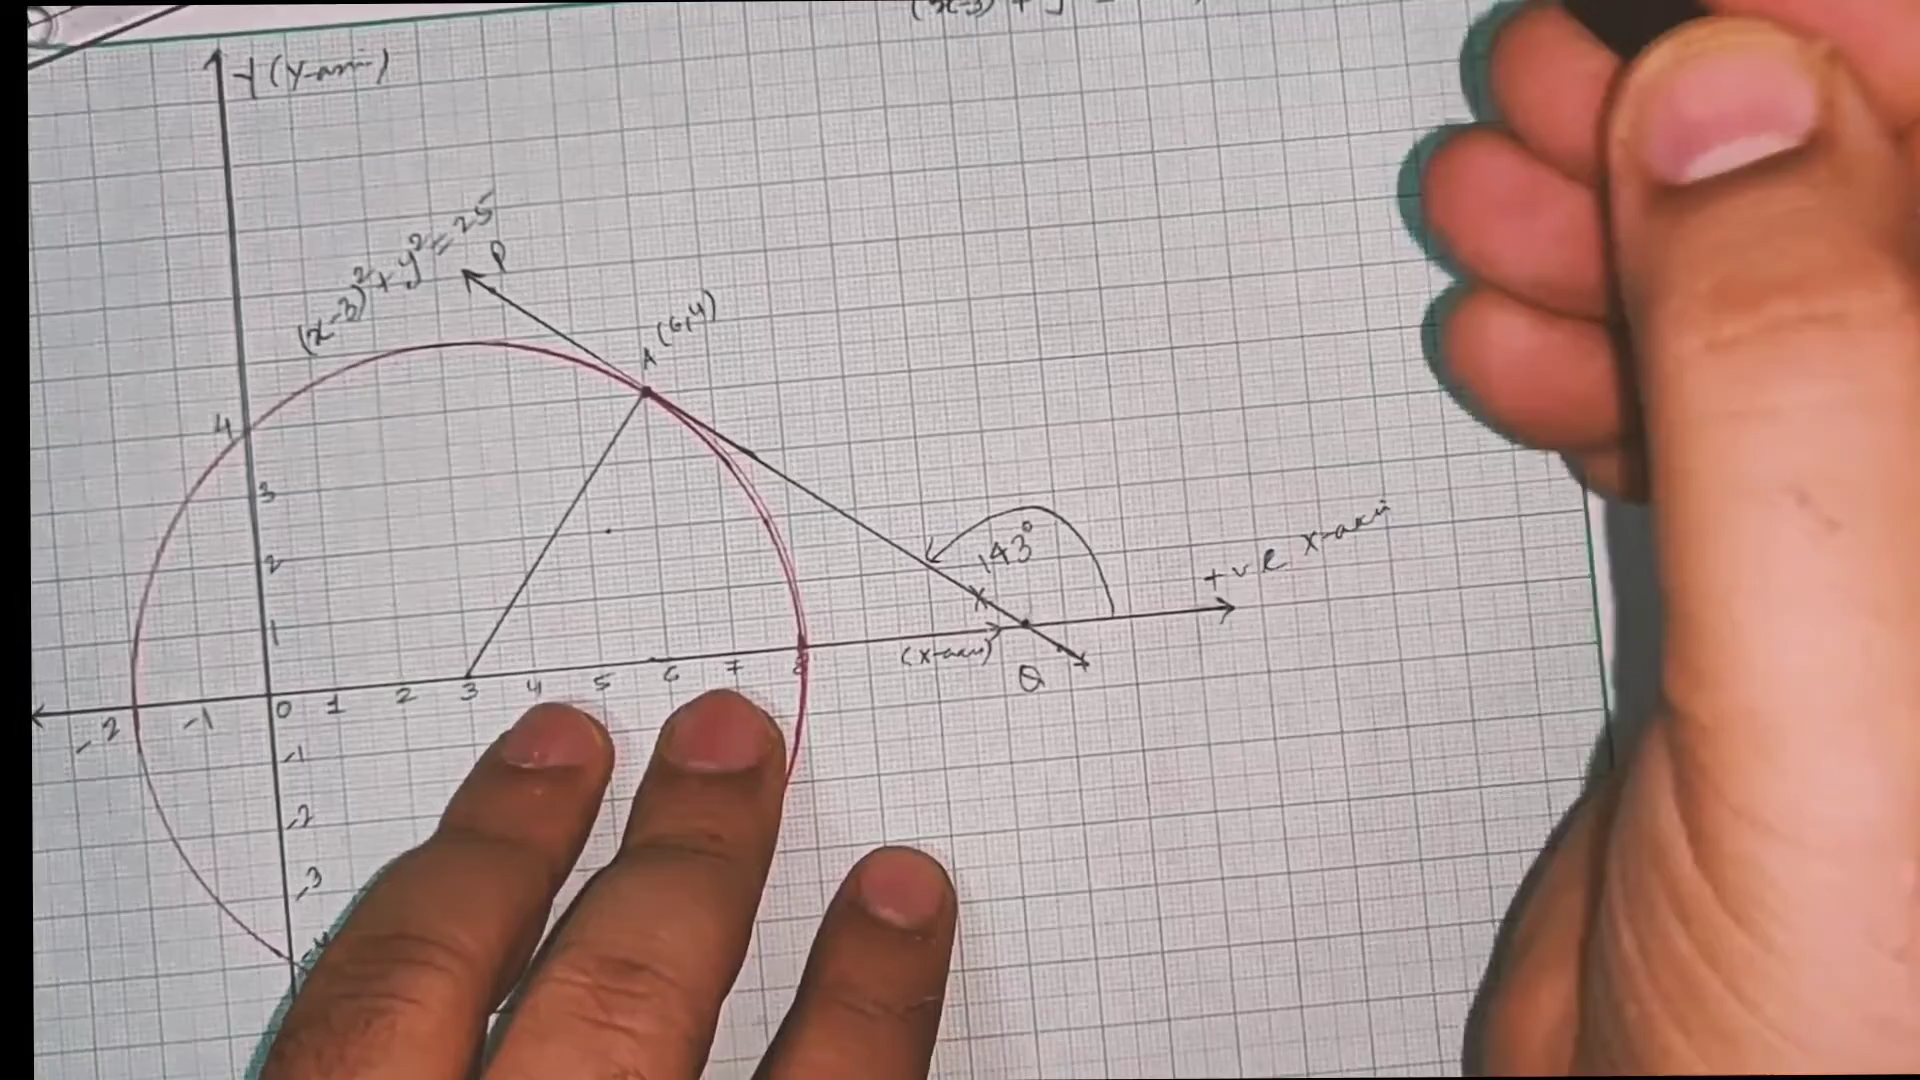 Y (Y-axis)
(x-3)²+y²=25
P
A (6,4)
4
3
2
1
143°
+ve x-axis
(x-axis)
Q
-2 -1 0 1 2 3 4 5 6 7 8
-1
-2
-3